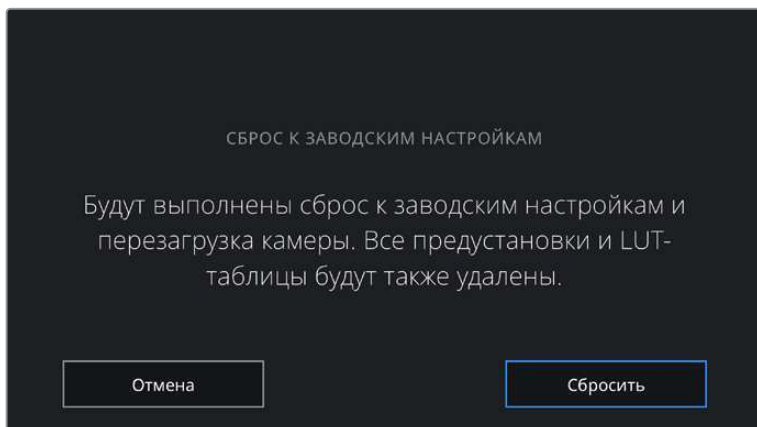 СБРОС К ЗАВОДСКИМ НАСТРОЙКАМ
Будут выполнены сброс к заводским настройкам и
перезагрузка камеры. Все предустановки и LUT-
таблицы будут также удалены.
Отмена
Сбросить